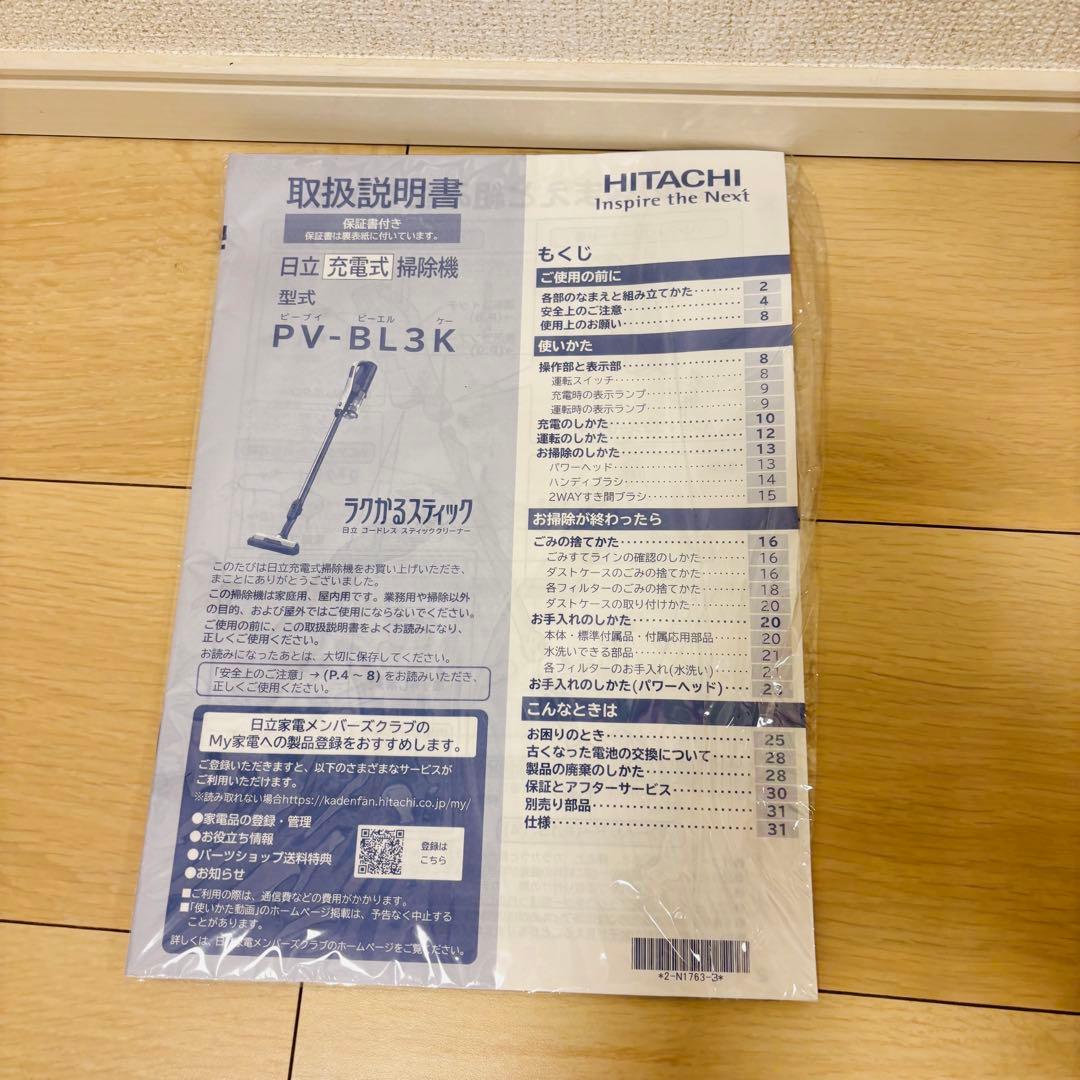 取扱説明書
保証書付き
保証書は裏表紙に付いています。
日立 充電式 掃除機
型式
ピーブイ ビーエル ケー
PV-BL3K
ラクかるスティック
日立 コードレス スティッククリーナー
このたびは日立充電式掃除機をお買い上げいただき、
まことにありがとうございました。
この掃除機は家庭用、屋内用です。業務用や掃除以外
の目的、および屋外ではご使用にならないでください。
ご使用の前に、この取扱説明書をよくお読みになり、
正しくご使用ください。
お読みになったあとは、大切に保存してください。
「安全上のご注意」→(P.4 ～ 8) をお読みいただき、
正しくご使用ください。
日立家電メンバーズクラブの
My家電への製品登録をおすすめします。
ご登録いただきますと、以下のさまざまなサービスが
ご利用いただけます。
※読み取れない場合https://kadenfan.hitachi.co.jp/my/
●家電品の登録・管理
●お役立ち情報
●パーツショップ送料特典
●お知らせ
登録は
こちら
■ご利用の際は、通信費などの費用がかかります。
■「使いかた動画」のホームページ掲載は、予告なく中止する
ことがあります。
詳しくは、日立家電メンバーズクラブのホームページをご覧ください。
HITACHI
Inspire the Next
もくじ
ご使用の前に
各部のなまえと組み立てかた‥‥‥‥ 2
安全上のご注意‥‥‥‥‥‥‥‥ 4
使用上のお願い‥‥‥‥‥‥‥‥ 8
使いかた
操作部と表示部‥‥‥‥‥‥‥‥ 8
運転スイッチ‥‥‥‥‥‥‥‥ 8
充電時の表示ランプ‥‥‥‥‥‥ 9
運転時の表示ランプ‥‥‥‥‥‥ 9
充電のしかた‥‥‥‥‥‥‥‥ 10
運転のしかた‥‥‥‥‥‥‥‥ 12
お掃除のしかた‥‥‥‥‥‥‥‥ 13
パワーヘッド‥‥‥‥‥‥‥‥ 13
ハンディブラシ‥‥‥‥‥‥‥‥ 14
2WAYすき間ブラシ‥‥‥‥‥‥ 15
お掃除が終わったら
ごみの捨てかた‥‥‥‥‥‥‥‥ 16
ごみすてラインの確認のしかた‥‥‥ 16
ダストケースのごみの捨てかた‥‥‥ 16
各フィルターのごみの捨てかた‥‥‥ 18
ダストケースの取り付けかた‥‥‥ 20
お手入れのしかた‥‥‥‥‥‥‥ 20
本体・標準付属品・付属応用部品‥‥ 20
水洗いできる部品‥‥‥‥‥‥‥ 21
各フィルターのお手入れ(水洗い)‥‥ 21
お手入れのしかた(パワーヘッド)‥‥ 23
こんなときは
お困りのとき‥‥‥‥‥‥‥‥ 25
古くなった電池の交換について‥‥‥ 28
製品の廃棄のしかた‥‥‥‥‥‥ 28
保証とアフターサービス‥‥‥‥‥ 30
別売り部品‥‥‥‥‥‥‥‥‥ 31
仕様‥‥‥‥‥‥‥‥‥‥‥ 31
*2-N1763-3*